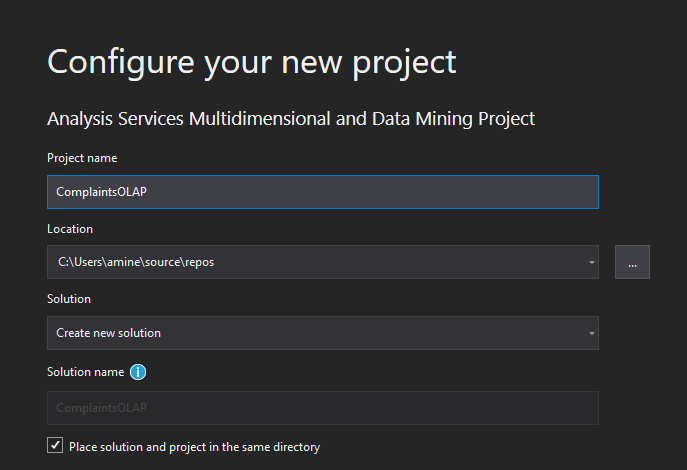 Configure your new project
Analysis Services Multidimensional and Data Mining Project
Project name
ComplaintsOLAP
Location
C:\Users\amine\source\repos
...
Solution
Create new solution
Solution name
ComplaintsOLAP
Place solution and project in the same directory